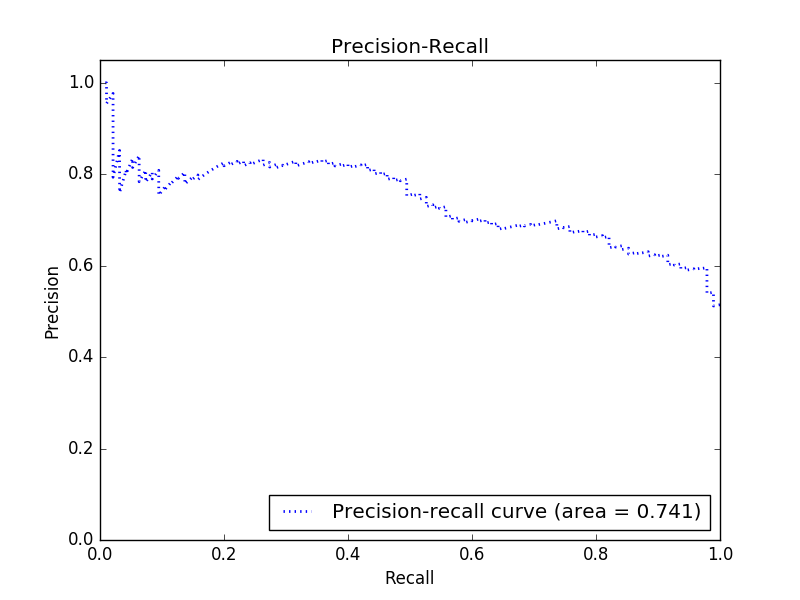 Precision-Recall
1.0
0.8
0.6
0.4
0.2
0.0
Precision
Precision-recall curve (area = 0.741)
0.0 0.2 0.4 0.6 0.8 1.0
Recall